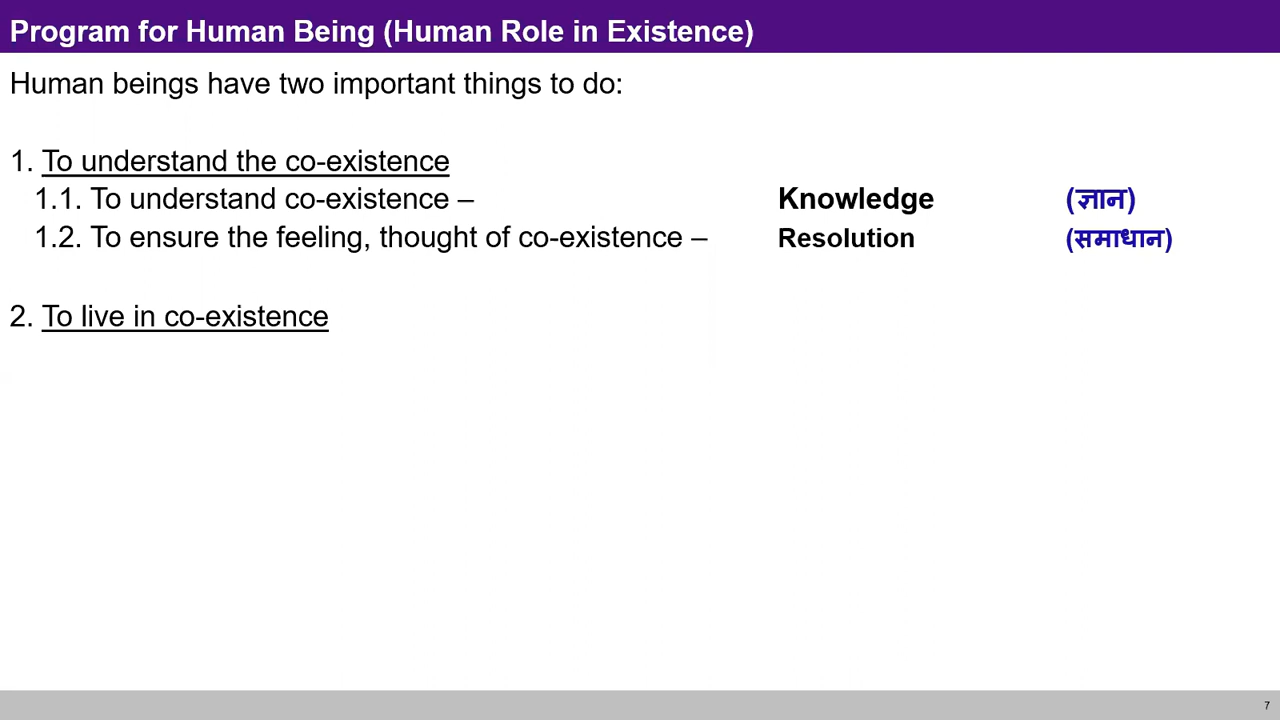 Program for Human Being (Human Role in Existence)
Human beings have two important things to do:
1. To understand the co-existence
1.1. To understand co-existence – Knowledge (ज्ञान)
1.2. To ensure the feeling, thought of co-existence – Resolution (समाधान)
2. To live in co-existence
7